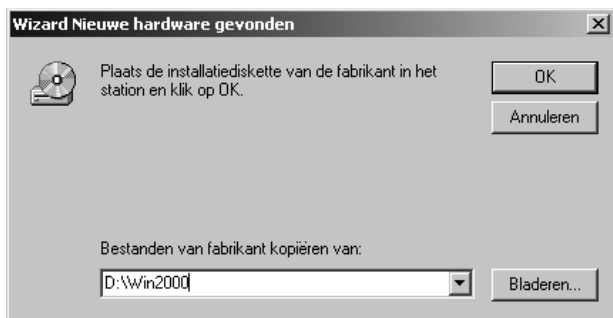 Wizard Nieuwe hardware gevonden
Plaats de installatiediskette van de fabrikant in het
station en klik op OK.
OK
Annuleren
Bestanden van fabrikant kopiëren van:
D:\Win2000
Bladeren...